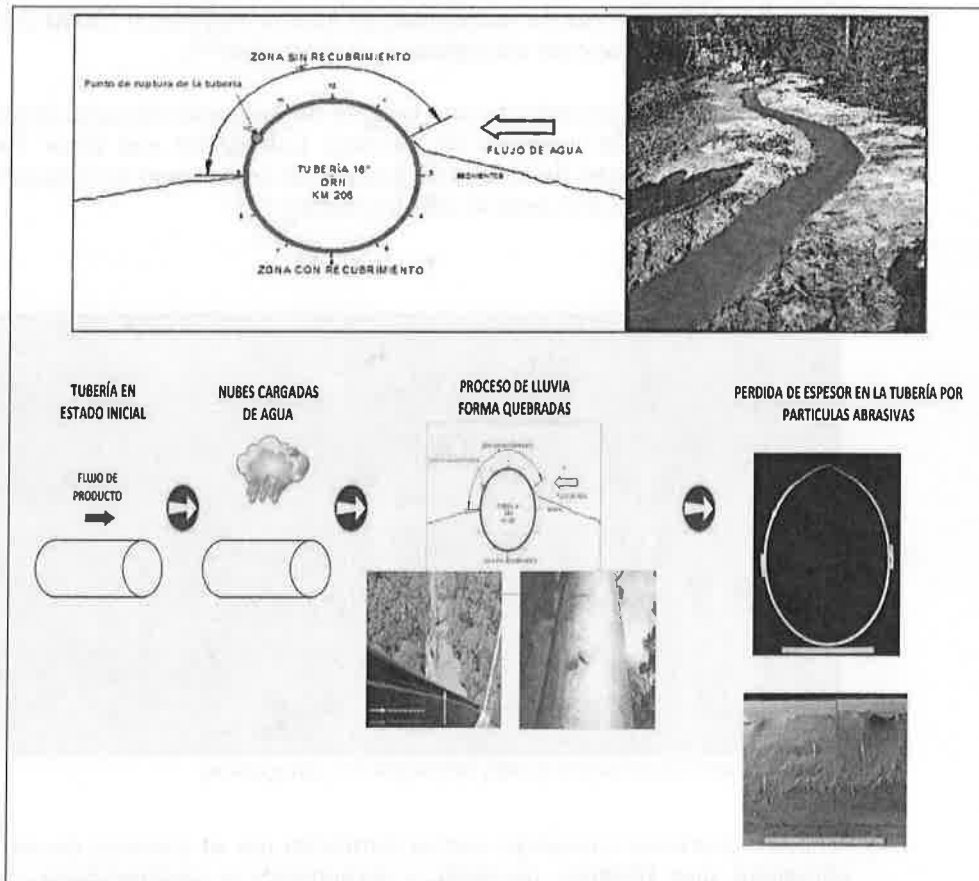 ZONA SIN RECUBRIMIENTO
Punto de ruptura de la tubería
FLUJO DE AGUA
TUBERÍA 16"
ORN
KM 206
SEDIMENTOS
ZONA CON RECUBRIMIENTO
TUBERÍA EN
ESTADO INICIAL
NUBES CARGADAS
DE AGUA
PROCESO DE LLUVIA
FORMA QUEBRADAS
PERDIDA DE ESPESOR EN LA TUBERÍA POR
PARTICULAS ABRASIVAS
FLUJO DE
PRODUCTO